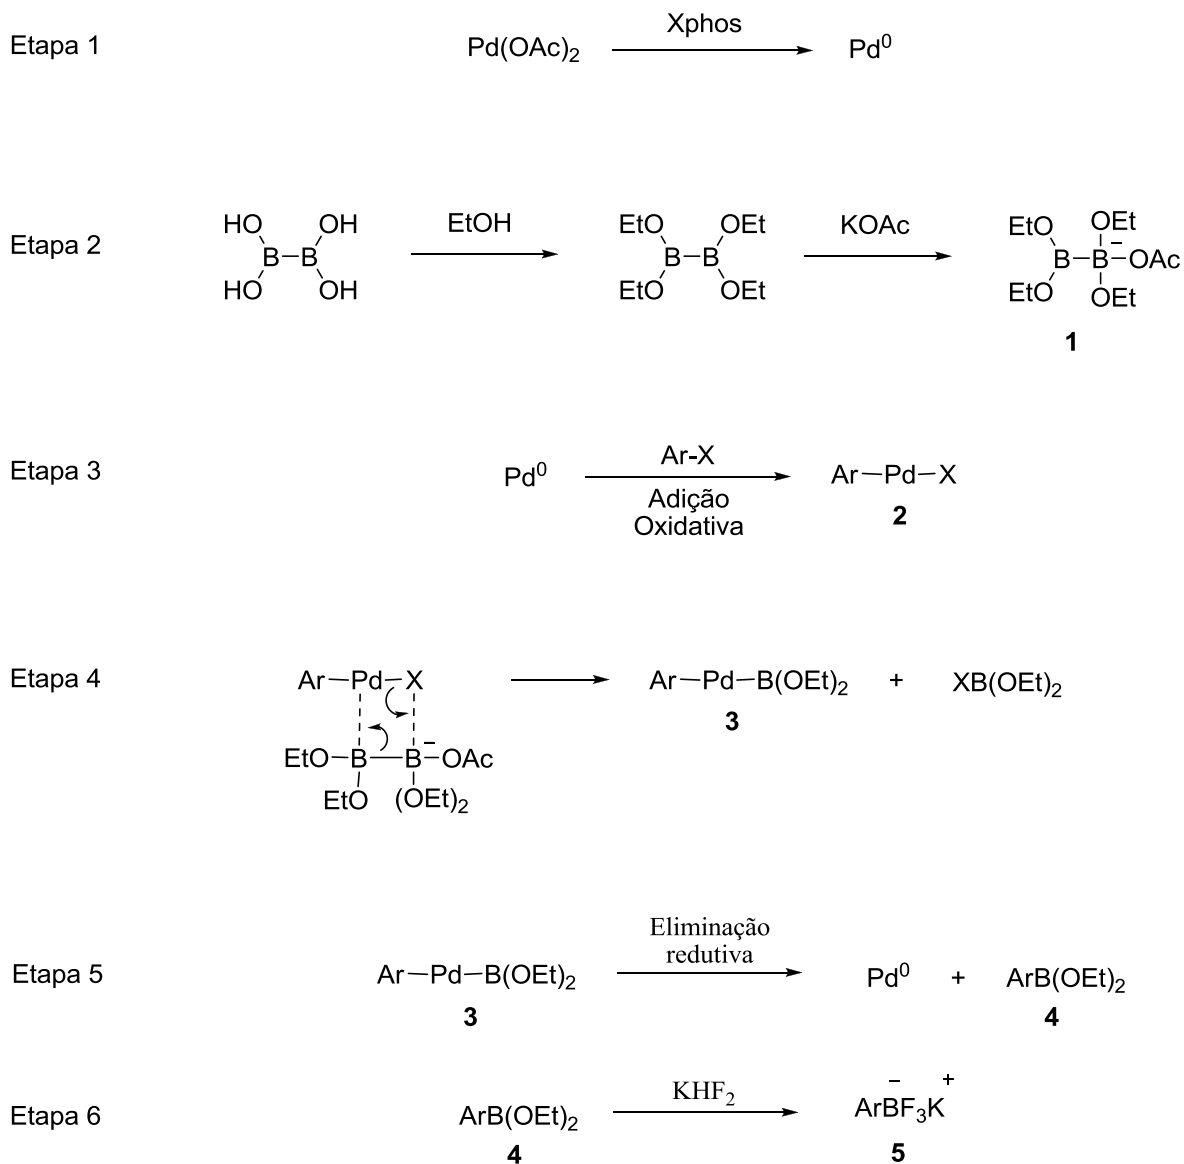 Etapa 1
Xphos
Pd(OAc)₂
Pd⁰
Etapa 2
HO OH
B–B
HO OH
EtOH
EtO OEt
B–B
EtO OEt
KOAc
EtO OEt
B–B⁻–OAc
EtO OEt
1
Etapa 3
Pd⁰
Ar-X
Adição
Oxidativa
Ar–Pd–X
2
Etapa 4
Ar–Pd–X
EtO–B–B⁻–OAc
EtO (OEt)₂
Ar–Pd–B(OEt)₂ + XB(OEt)₂
3
Etapa 5
Ar–Pd–B(OEt)₂
3
Eliminação
redutiva
Pd⁰ + ArB(OEt)₂
4
Etapa 6
ArB(OEt)₂
4
KHF₂
ArB⁻F₃K⁺
5